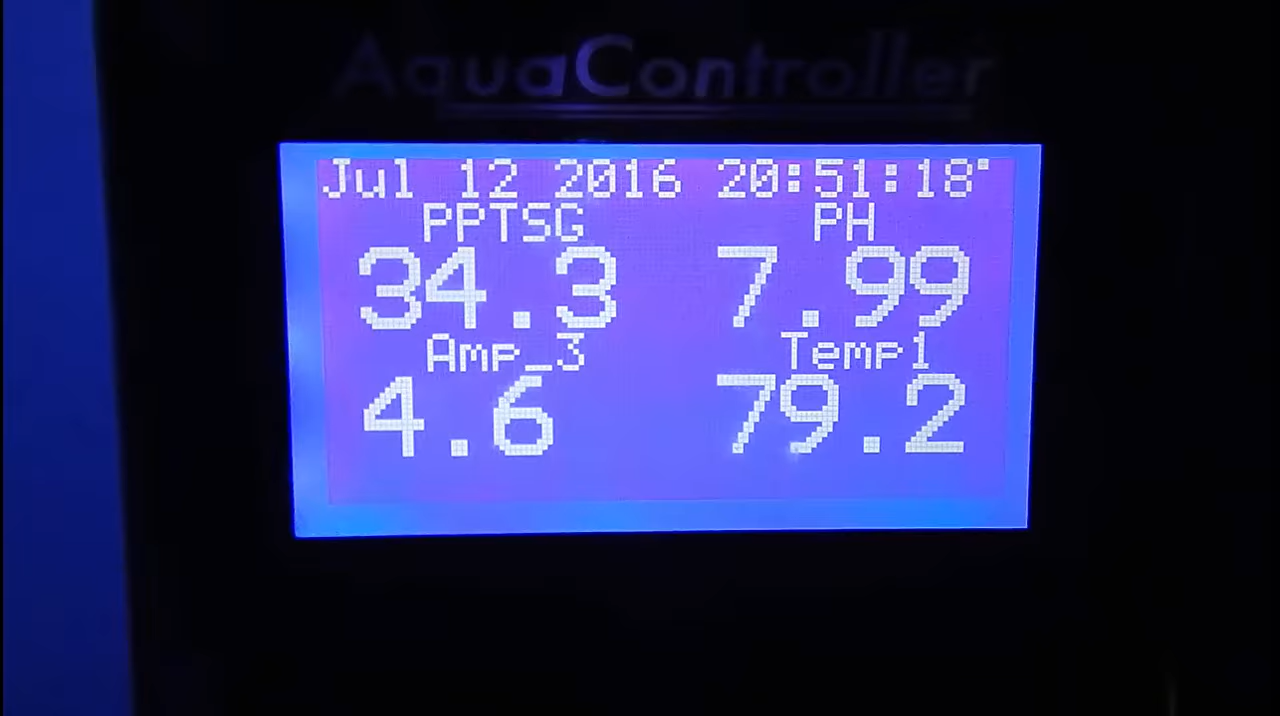 AquaController
Jul 12 2016 20:51:18
PPTSG PH
34.3 7.99
Amp_3 Temp1
4.6 79.2